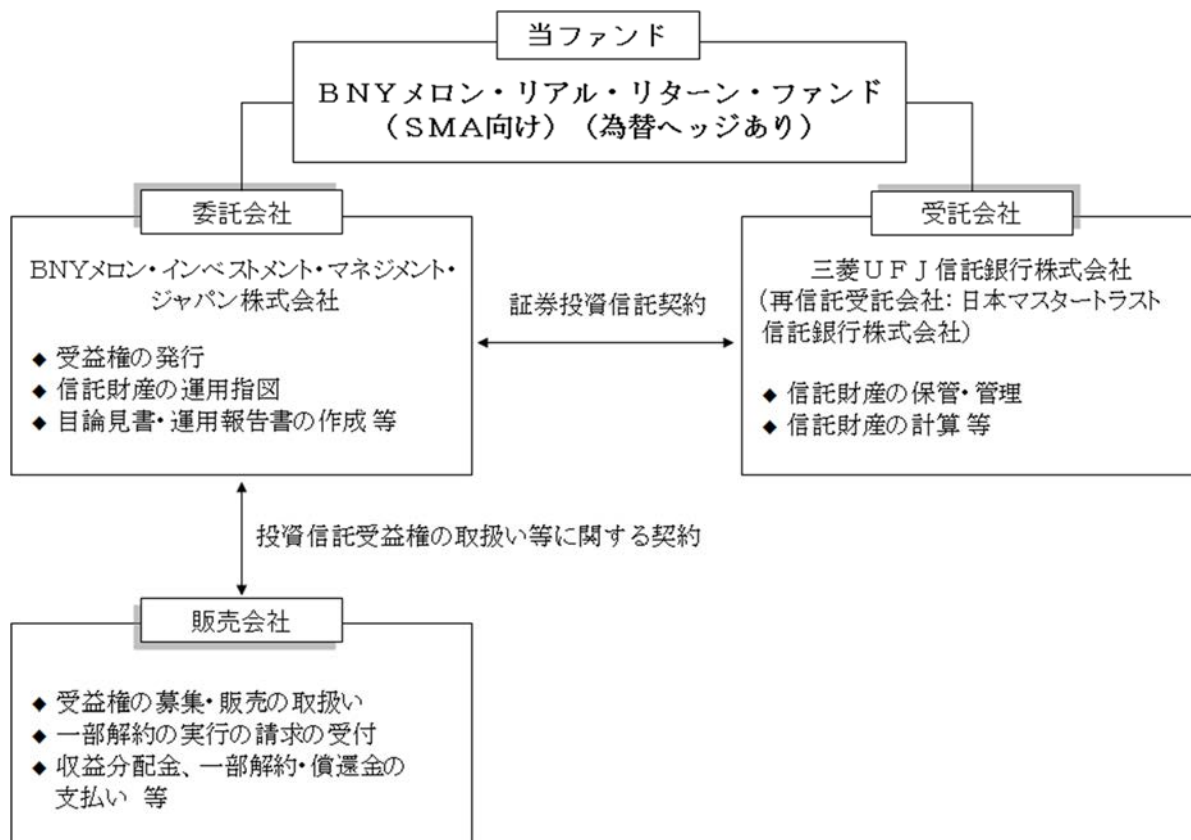 当ファンド
BNYメロン・リアル・リターン・ファンド
(SMA向け)(為替ヘッジあり)
委託会社
BNYメロン・インベストメント・マネジメント・
ジャパン株式会社
◆ 受益権の発行
◆ 信託財産の運用指図
◆ 目論見書・運用報告書の作成 等
証券投資信託契約
受託会社
三菱UFJ信託銀行株式会社
(再信託受託会社: 日本マスタートラスト
信託銀行株式会社)
◆ 信託財産の保管・管理
◆ 信託財産の計算 等
投資信託受益権の取扱い等に関する契約
販売会社
◆ 受益権の募集・販売の取扱い
◆ 一部解約の実行の請求の受付
◆ 収益分配金、一部解約・償還金の
支払い 等